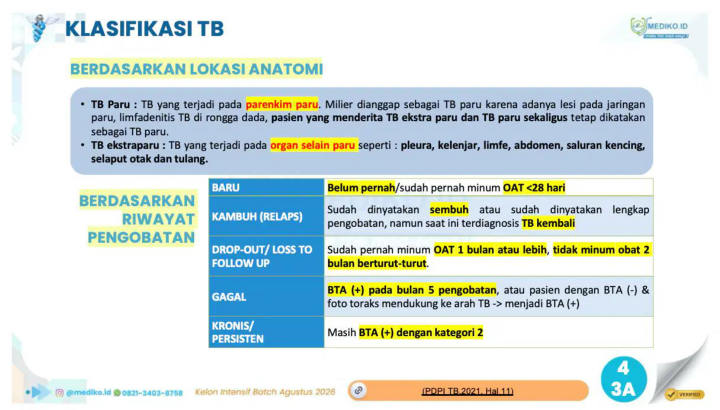 KLASIFIKASI TB
MEDIKO.ID
BERDASARKAN LOKASI ANATOMI
• TB Paru : TB yang terjadi pada parenkim paru. Milier dianggap sebagai TB paru karena adanya lesi pada jaringan
paru, limfadenitis TB di rongga dada, pasien yang menderita TB ekstra paru dan TB paru sekaligus tetap dikatakan
sebagai TB paru.
• TB ekstraparu : TB yang terjadi pada organ selain paru seperti : pleura, kelenjar, limfe, abdomen, saluran kencing,
selaput otak dan tulang.
BERDASARKAN
RIWAYAT
PENGOBATAN
BARU
Belum pernah/sudah pernah minum OAT <28 hari
KAMBUH (RELAPS)
Sudah dinyatakan sembuh atau sudah dinyatakan lengkap
pengobatan, namun saat ini terdiagnosis TB kembali
DROP-OUT/ LOSS TO
FOLLOW UP
Sudah pernah minum OAT 1 bulan atau lebih, tidak minum obat 2
bulan berturut-turut.
GAGAL
BTA (+) pada bulan 5 pengobatan, atau pasien dengan BTA (-) &
foto toraks mendukung ke arah TB -> menjadi BTA (+)
KRONIS/
PERSISTEN
Masih BTA (+) dengan kategori 2
4
3A
@mediko.id 0821-3403-8758
Kelon Intensif Batch Agustus 2026
(PDPI TB 2021, Hal 11)
VERIFIED